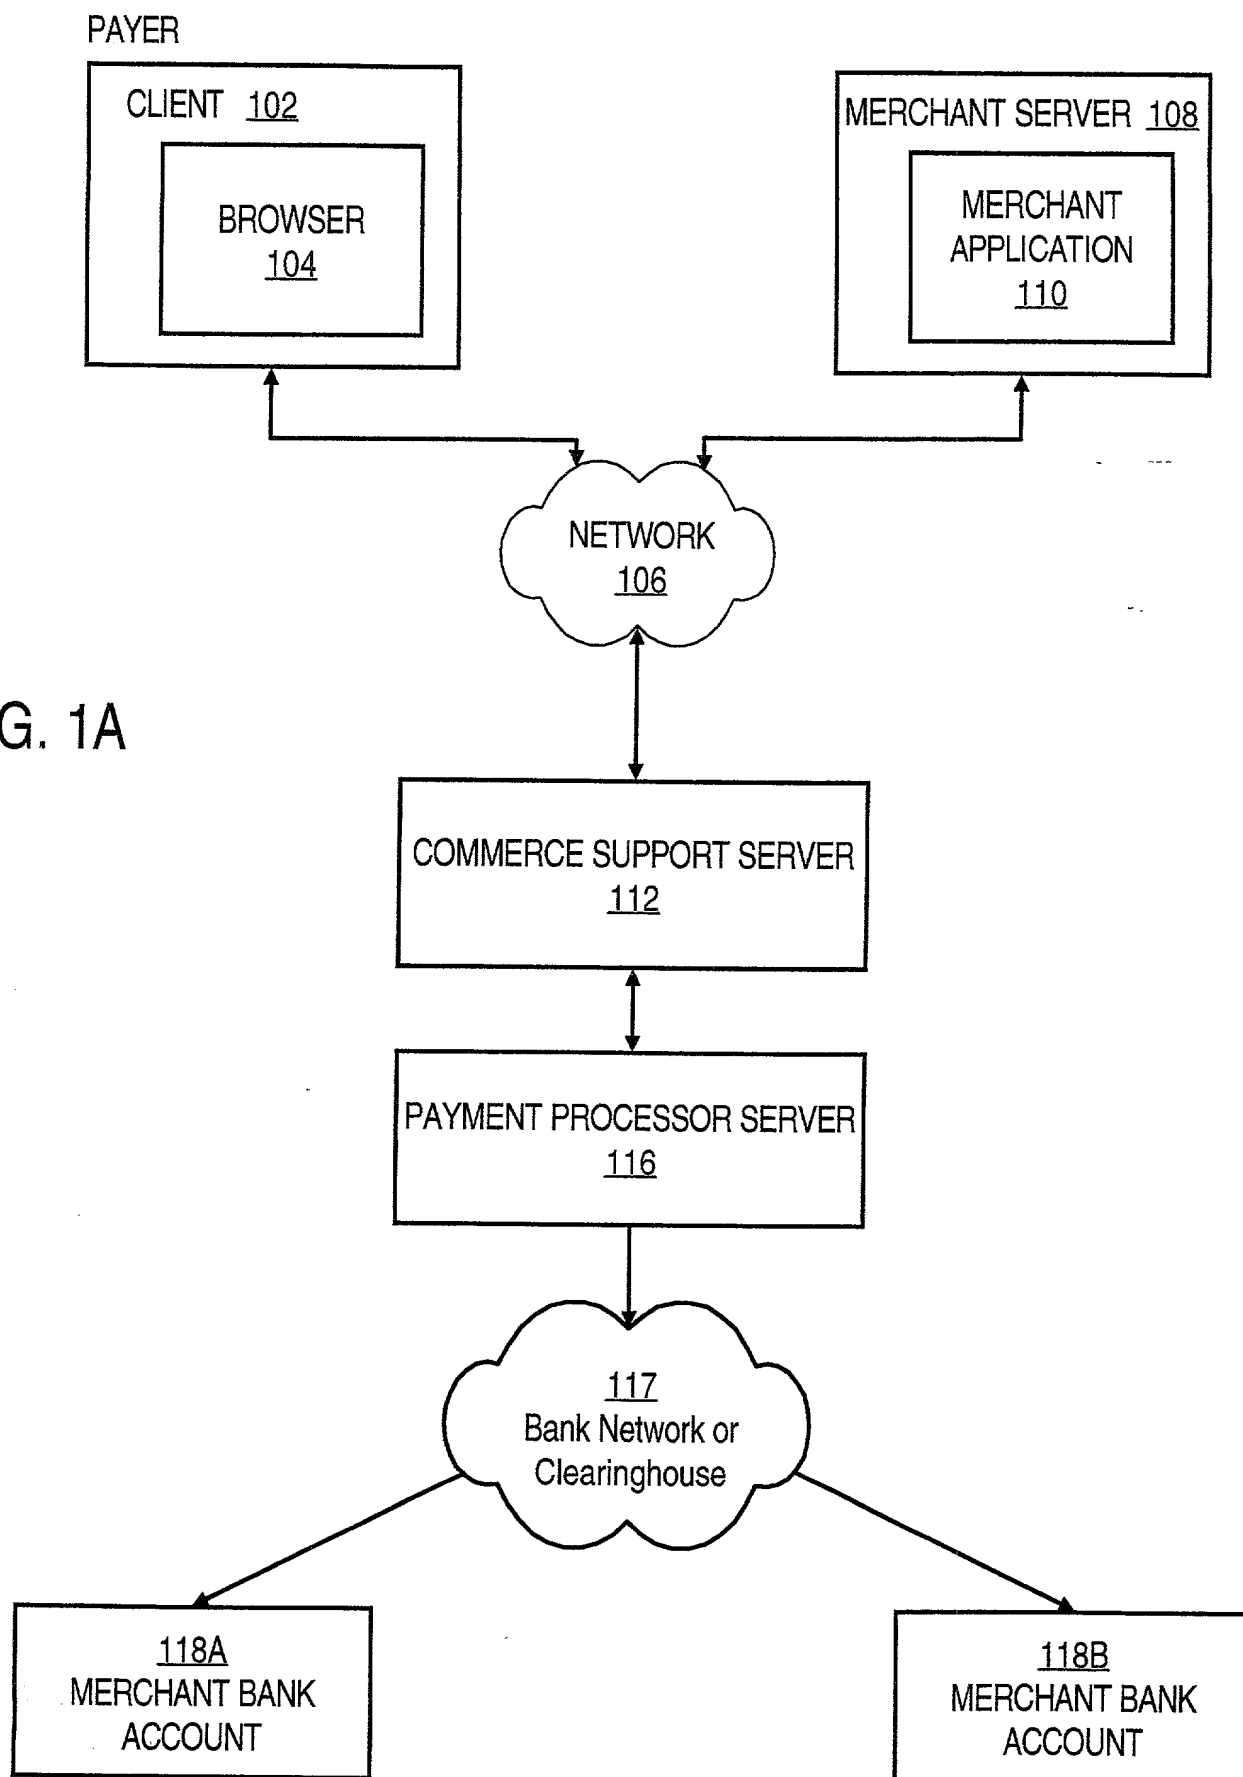 PAYER
CLIENT 102
BROWSER
104
MERCHANT SERVER 108
MERCHANT
APPLICATION
110
NETWORK
106
G. 1A
COMMERCE SUPPORT SERVER
112
PAYMENT PROCESSOR SERVER
116
117
Bank Network or
Clearinghouse
118A
MERCHANT BANK
ACCOUNT
118B
MERCHANT BANK
ACCOUNT